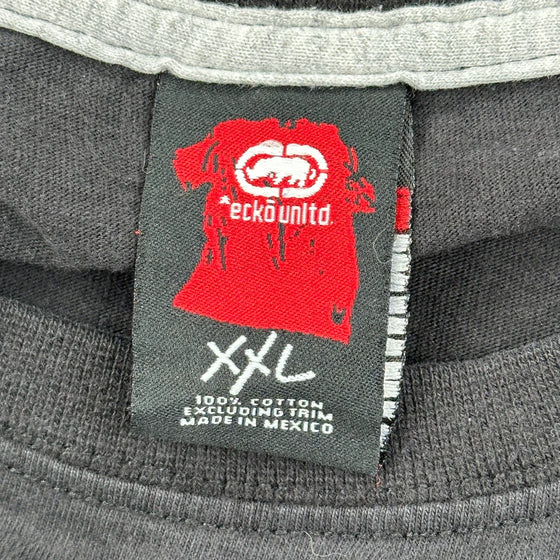 *eckō unltd.
XXL
100% COTTON
EXCLUDING TRIM
MADE IN MEXICO